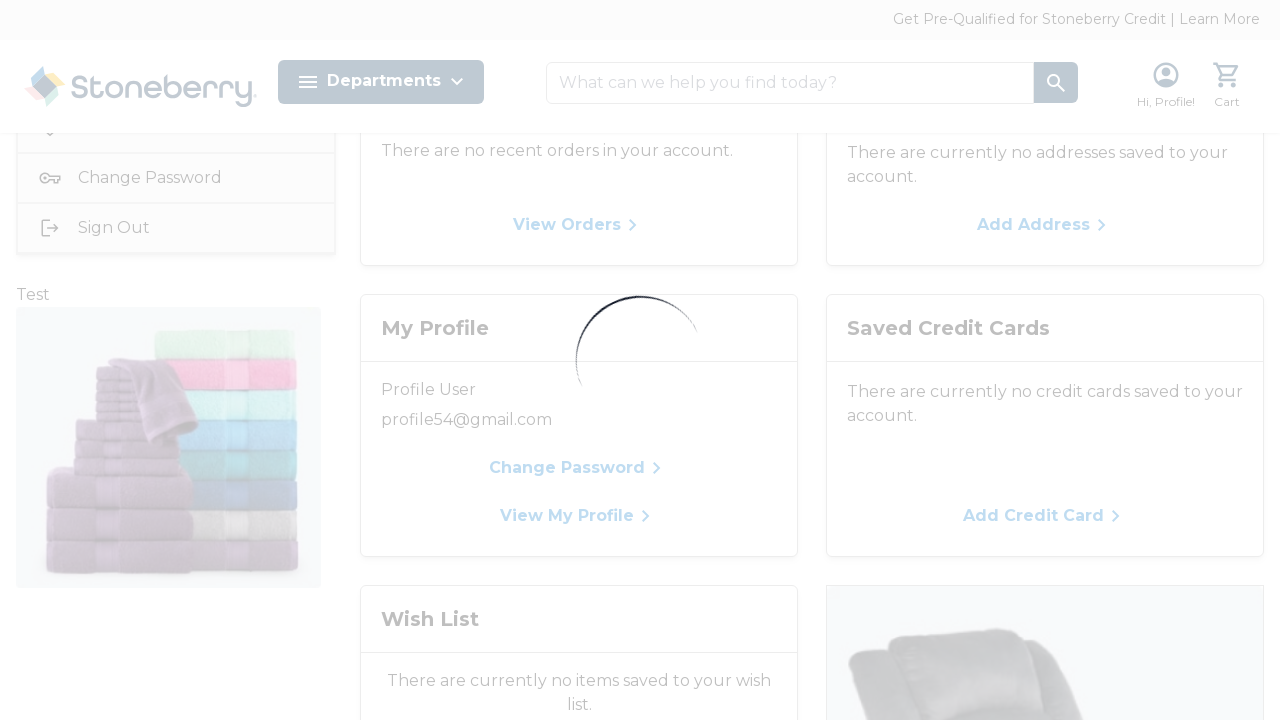 Get Pre-Qualified for Stoneberry Credit | Learn More
Stoneberry
Departments
What can we help you find today?
Hi, Profile!
Cart
Change Password
Sign Out
Test
There are no recent orders in your account.
View Orders
There are currently no addresses saved to your
account.
Add Address
My Profile
Profile User
profile54@gmail.com
Change Password
View My Profile
Saved Credit Cards
There are currently no credit cards saved to your
account.
Add Credit Card
Wish List
There are currently no items saved to your wish
list.